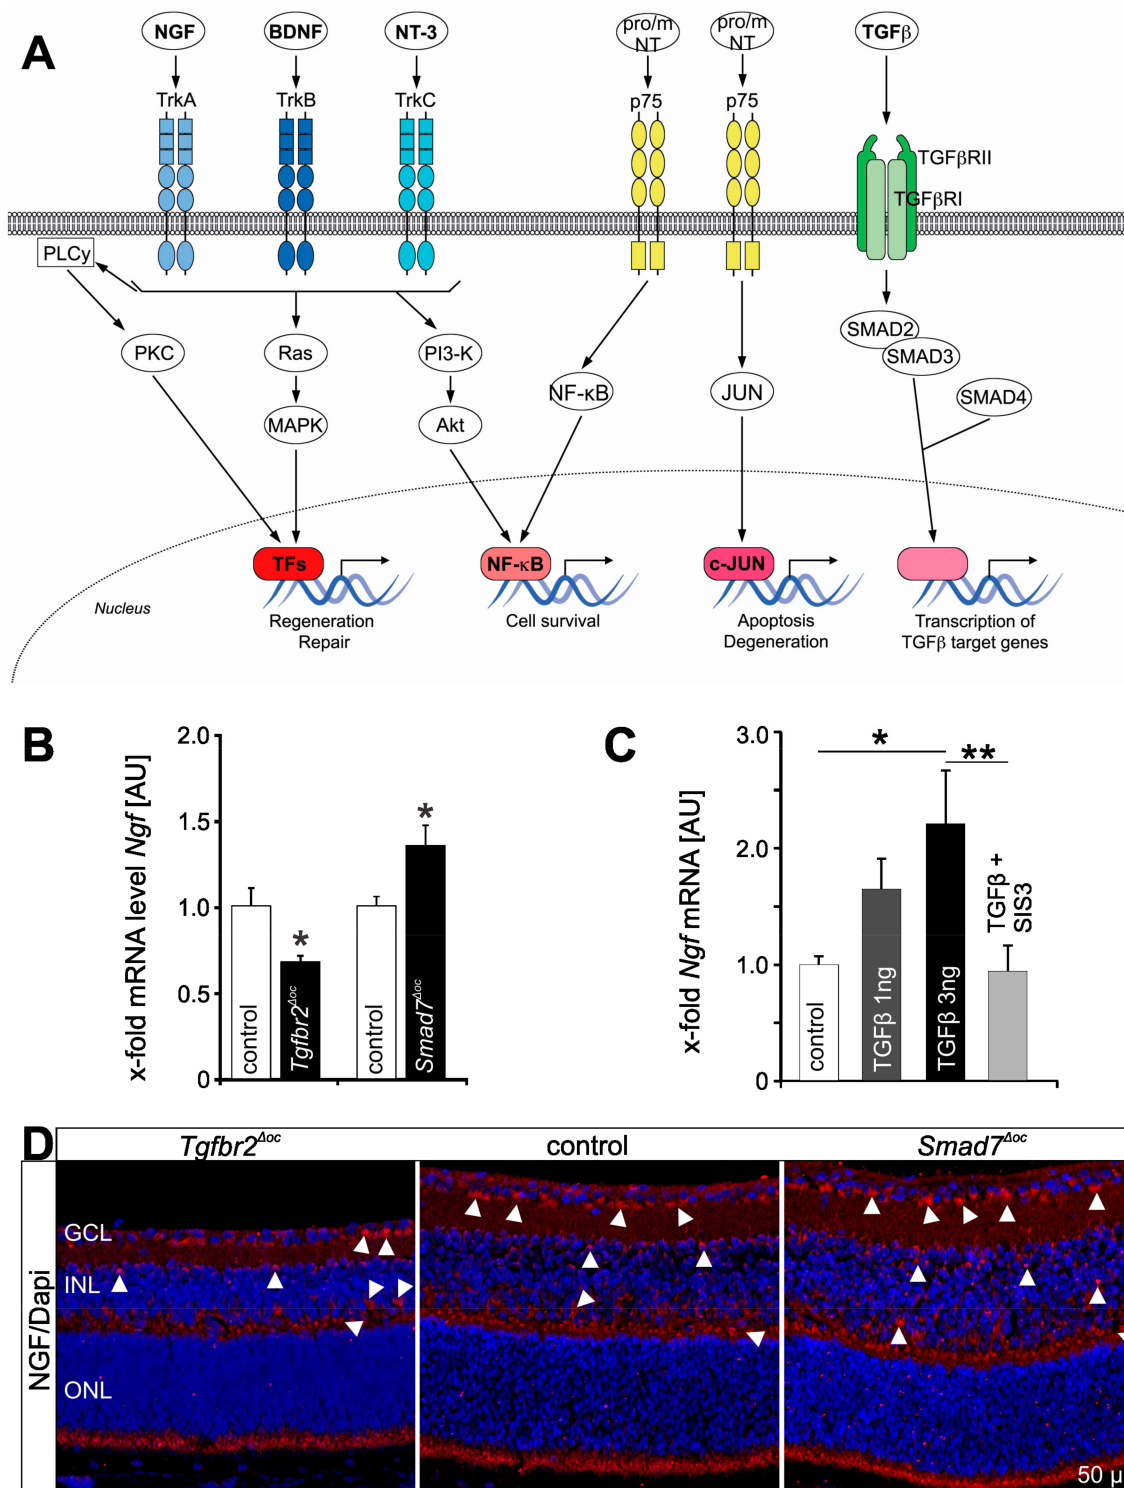 A
NGF
BDNF
NT-3
pro/m
NT
pro/m
NT
TGFβ
TrkA
TrkB
TrkC
p75
p75
TGFβRII
TGFβRI
PLCy
PKC
Ras
PI3-K
NF-κB
JUN
SMAD2
SMAD3
SMAD4
MAPK
Akt
TFs
NF-κB
c-JUN
Nucleus
Regeneration
Repair
Cell survival
Apoptosis
Degeneration
Transcription of
TGFβ target genes
B
x-fold mRNA level Ngf [AU]
2.0
1.5
1.0
0.5
0
*
*
control
Tgfbr2Δoc
control
Smad7Δoc
C
x-fold Ngf mRNA [AU]
3.0
2.0
1.0
0
*
**
control
TGFβ 1ng
TGFβ 3ng
TGFβ +
SIS3
D
Tgfbr2Δoc
control
Smad7Δoc
NGF/Dapi
GCL
INL
ONL
50 µ